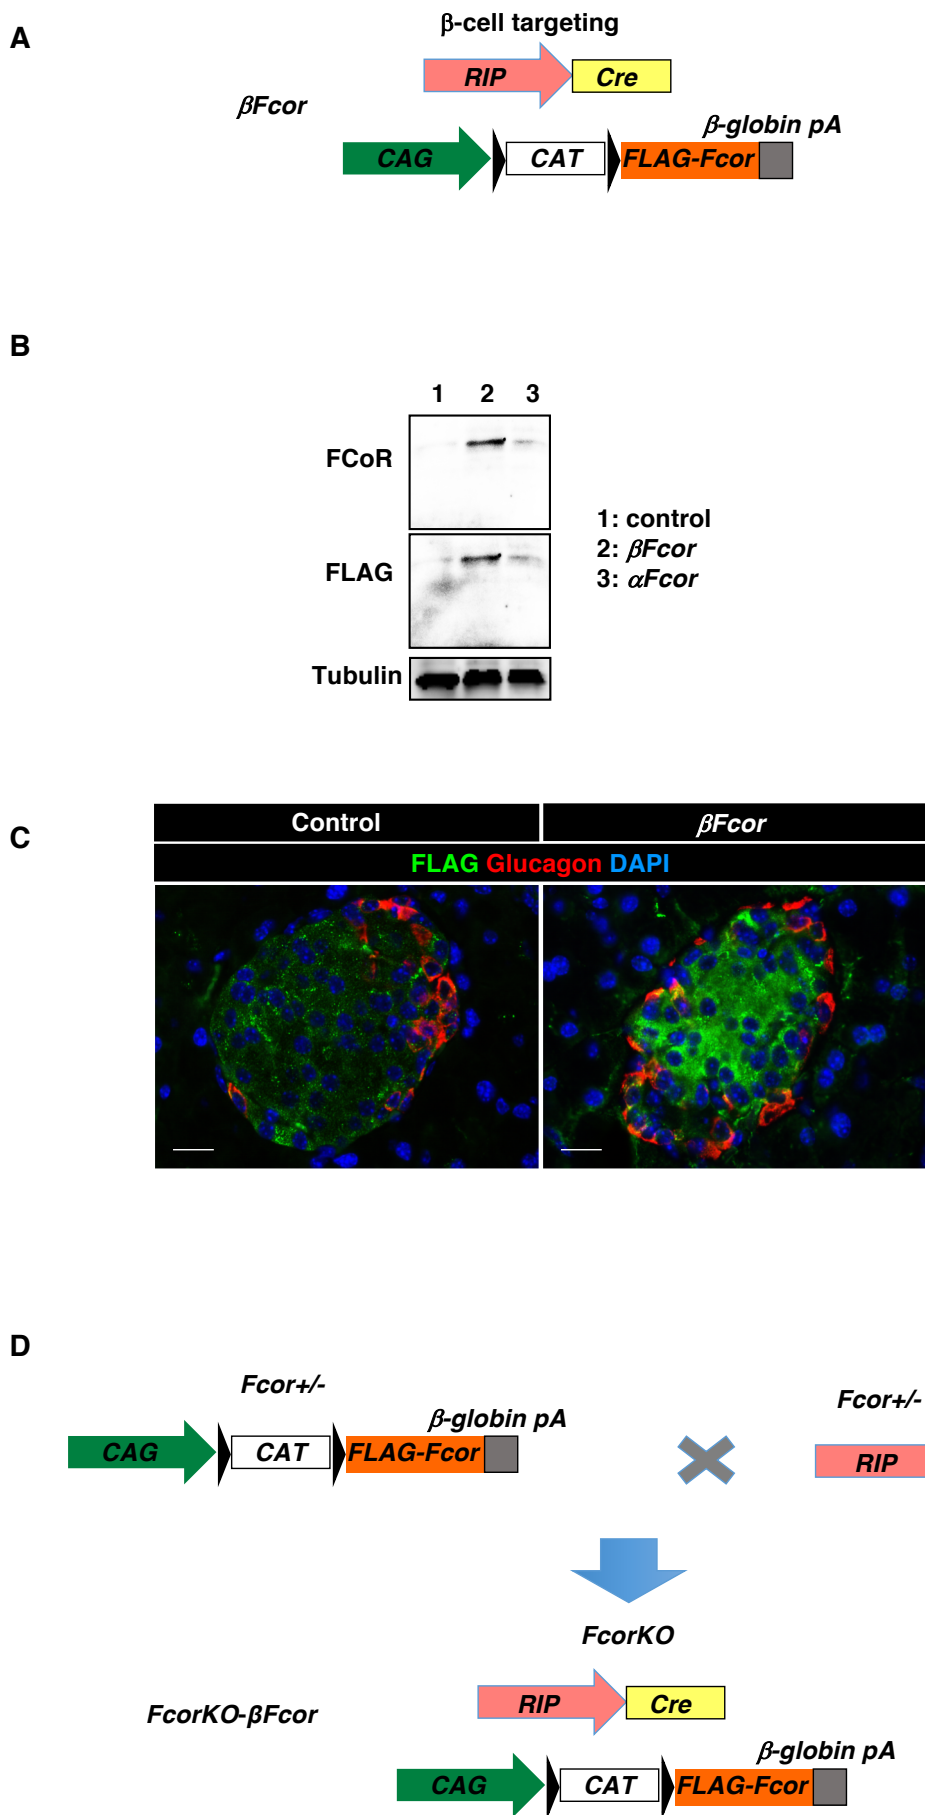 A
β-cell targeting
RIP
Cre
βFcor
β-globin pA
CAG
CAT
FLAG-Fcor
B
1 2 3
FCoR
FLAG
Tubulin
1: control
2: βFcor
3: αFcor
C
Control
βFcor
FLAG Glucagon DAPI
D
Fcor+/-
β-globin pA
CAG
CAT
FLAG-Fcor
Fcor+/-
RIP
FcorKO
RIP
Cre
FcorKO-βFcor
β-globin pA
CAG
CAT
FLAG-Fcor